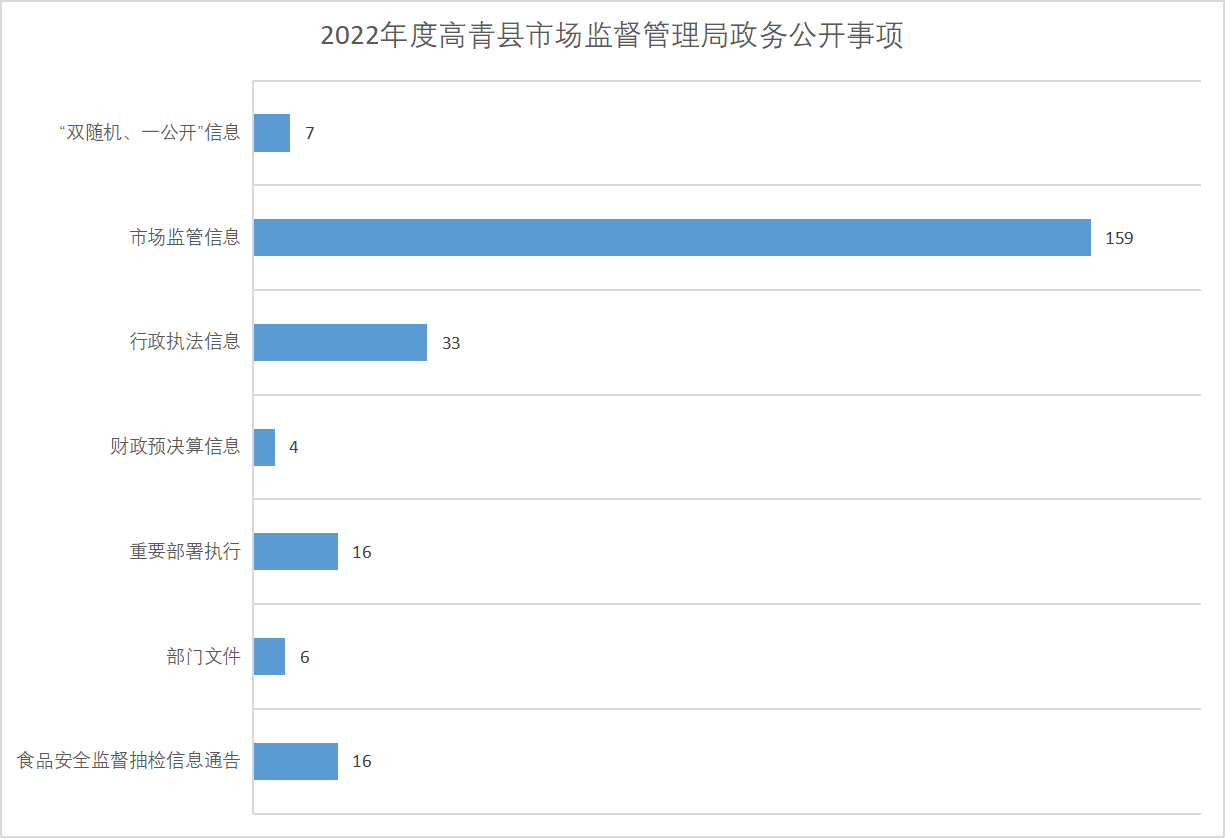 2022年度高青县市场监督管理局政务公开事项
“双随机、一公开”信息 7
市场监管信息 159
行政执法信息 33
财政预决算信息 4
重要部署执行 16
部门文件 6
食品安全监督抽检信息通告 16